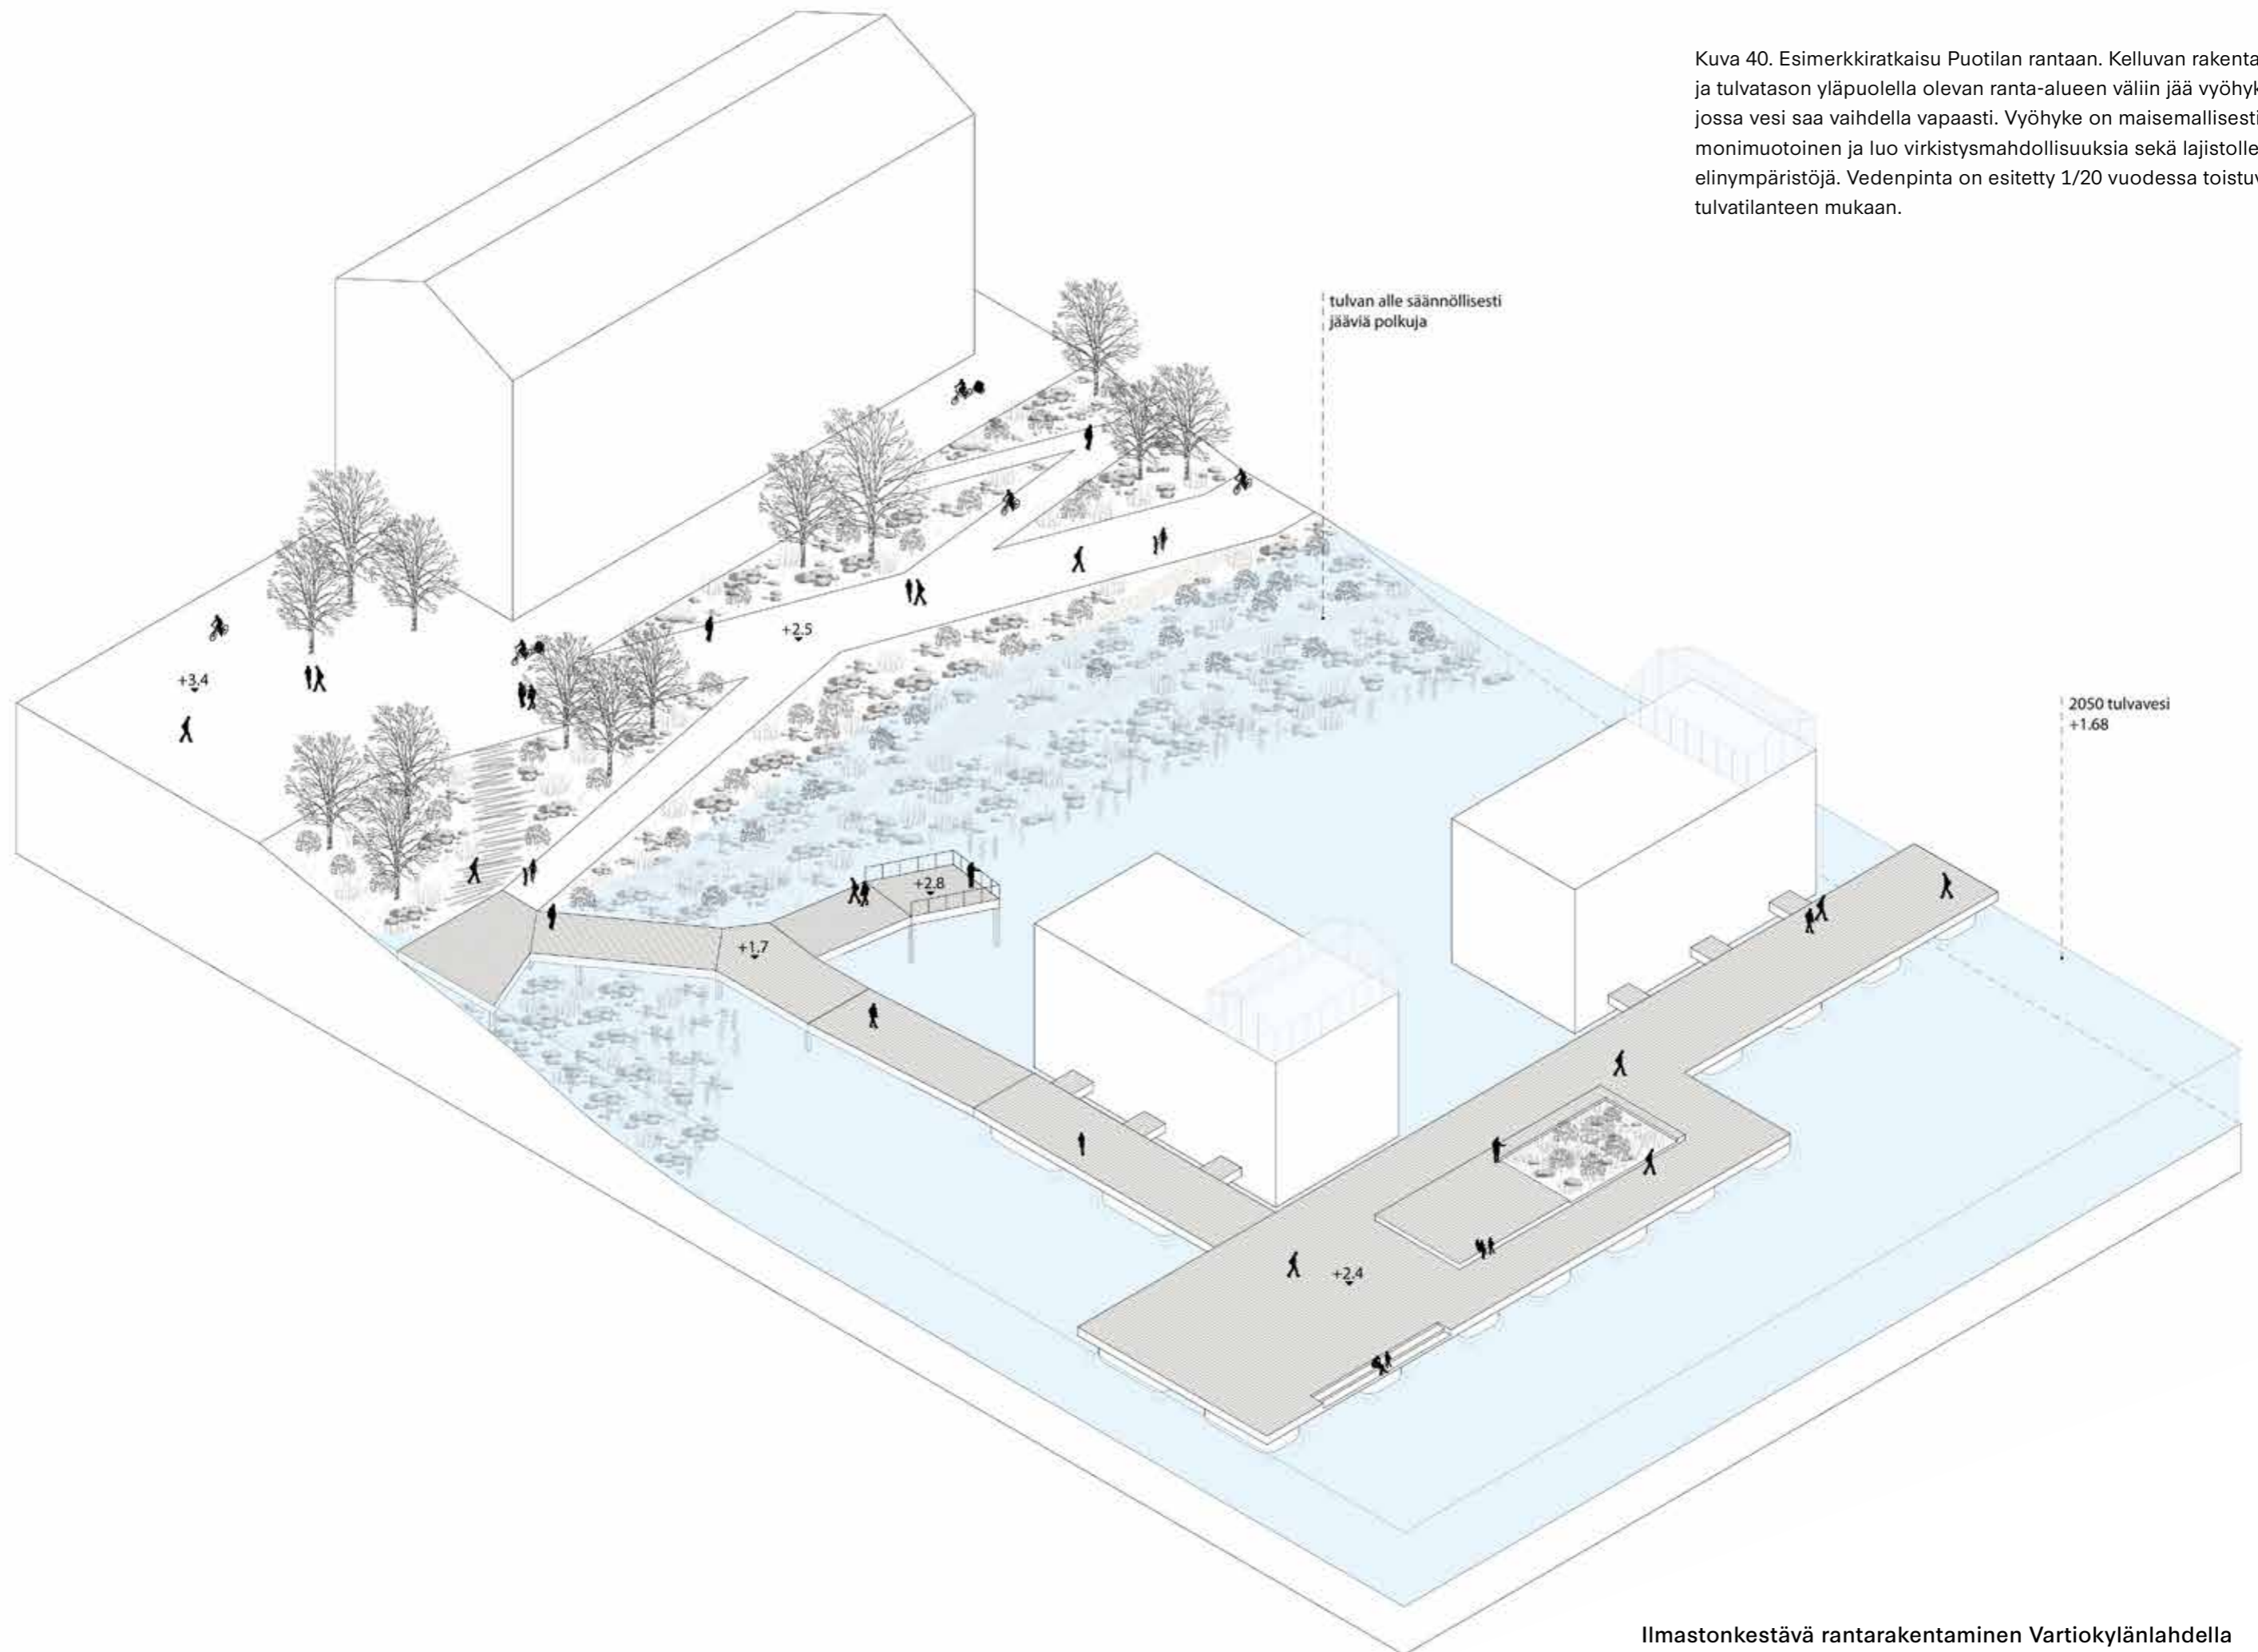 Kuva 40. Esimerkkiratkaisu Puotilan rantaan. Kelluvan rakenta
ja tulvatason yläpuolella olevan ranta-alueen väliin jää vyöhyk
jossa vesi saa vaihdella vapaasti. Vyöhyke on maisemallisesti
monimuotoinen ja luo virkistysmahdollisuuksia sekä lajistolle
elinympäristöjä. Vedenpinta on esitetty 1/20 vuodessa toistuv
tulvatilanteen mukaan.
tulvan alle säännöllisesti
jääviä polkuja
+2.5
+3.4
2050 tulvavesi
+1.68
+2.8
+1.7
+2.4
Ilmastonkestävä rantarakentaminen Vartiokylänlahdella